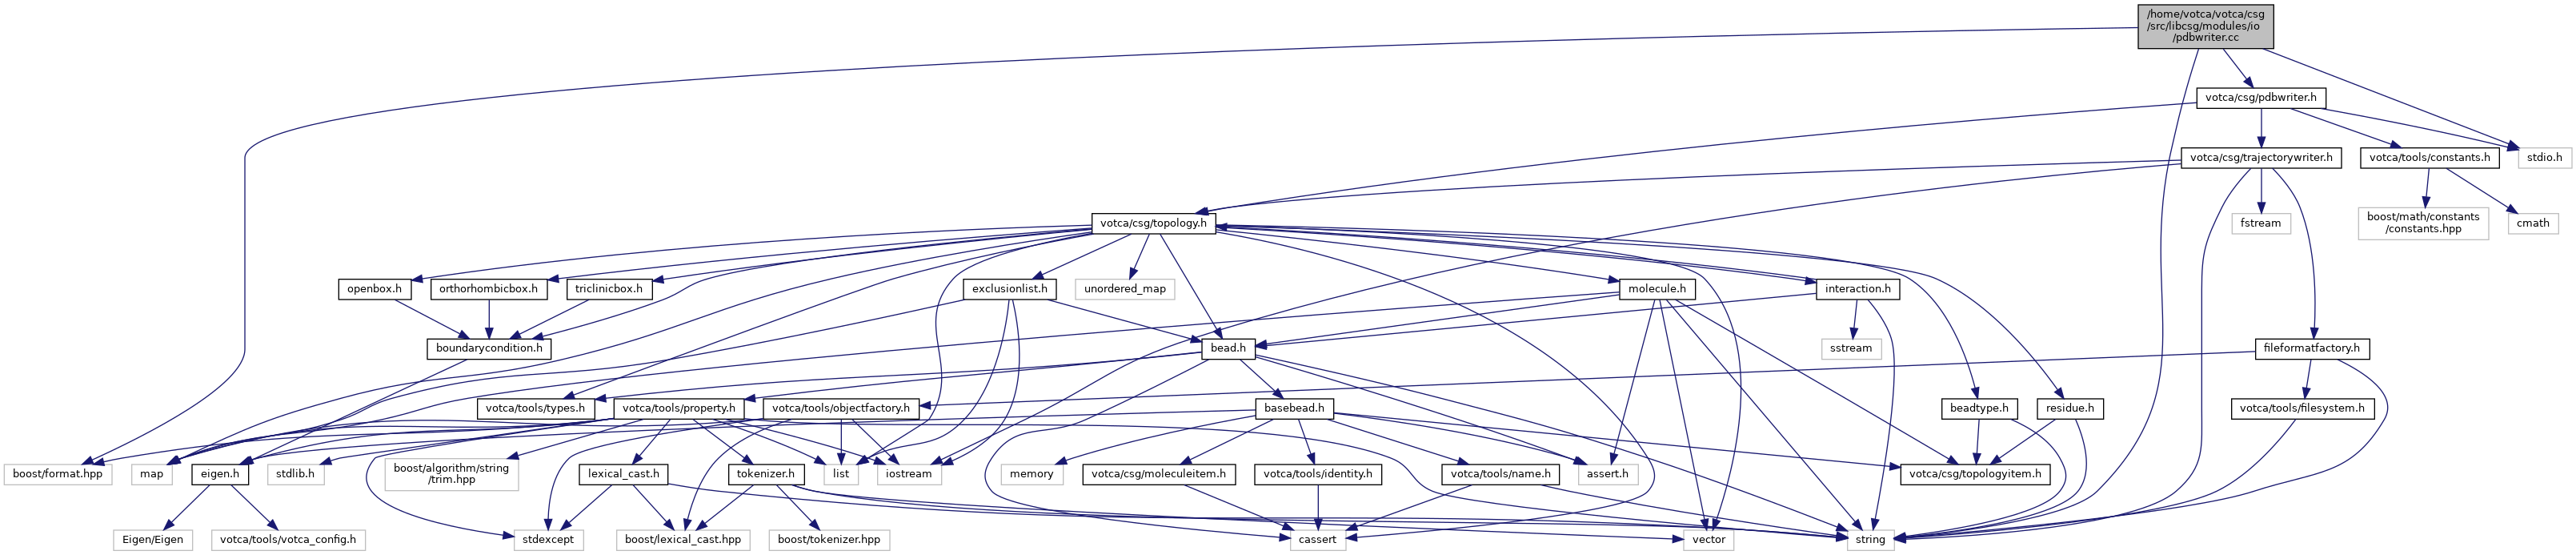 /home/votca/votca/csg
/src/libcsg/modules/io
/pdbwriter.cc
votca/csg/pdbwriter.h
votca/csg/trajectorywriter.h
votca/tools/constants.h
stdio.h
votca/csg/topology.h
fstream
boost/math/constants
/constants.hpp
cmath
openbox.h
orthorhombicbox.h
triclinicbox.h
exclusionlist.h
unordered_map
molecule.h
interaction.h
boundarycondition.h
bead.h
sstream
fileformatfactory.h
votca/tools/types.h
votca/tools/property.h
votca/tools/objectfactory.h
basebead.h
beadtype.h
residue.h
votca/tools/filesystem.h
boost/format.hpp
map
eigen.h
stdlib.h
boost/algorithm/string
/trim.hpp
lexical_cast.h
tokenizer.h
list
iostream
memory
votca/csg/moleculeitem.h
votca/tools/identity.h
votca/tools/name.h
assert.h
votca/csg/topologyitem.h
Eigen/Eigen
votca/tools/votca_config.h
stdexcept
boost/lexical_cast.hpp
boost/tokenizer.hpp
cassert
vector
string